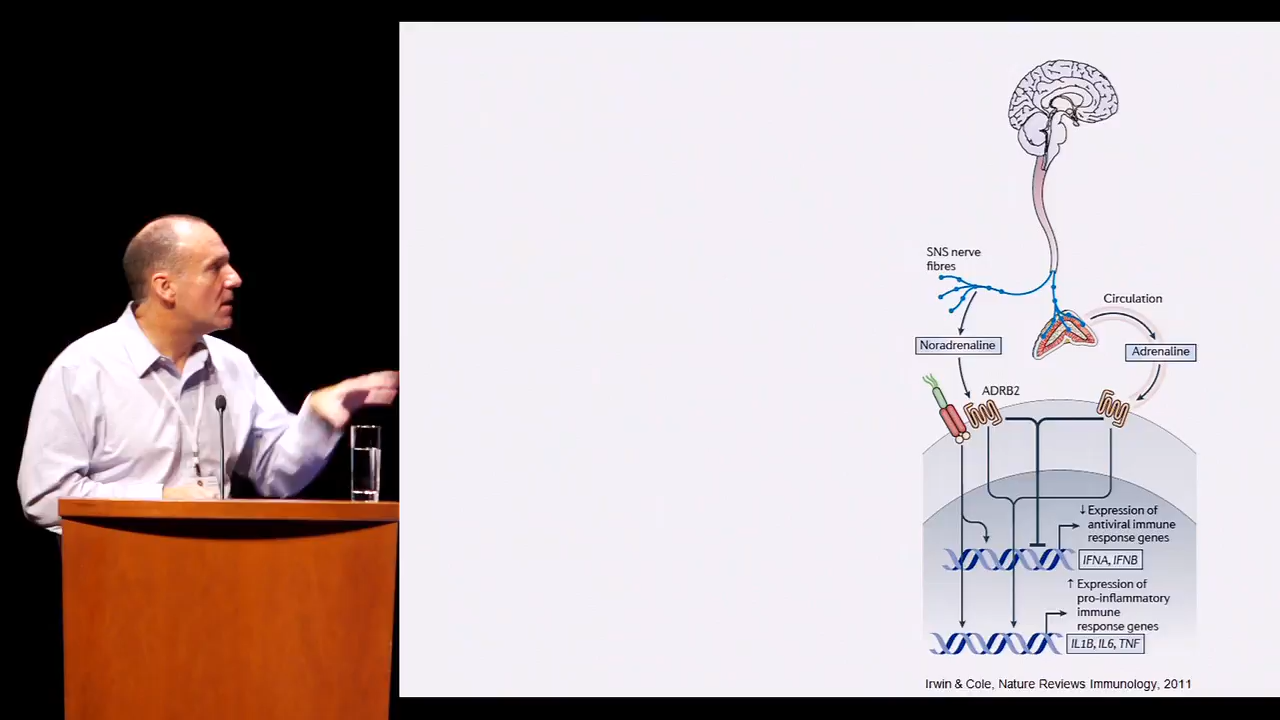 SNS nerve
fibres
Circulation
Noradrenaline
Adrenaline
ADRB2
↓ Expression of
antiviral immune
response genes
IFNA, IFNB
↑ Expression of
pro-inflammatory
immune
response genes
IL1B, IL6, TNF
Irwin & Cole, Nature Reviews Immunology, 2011